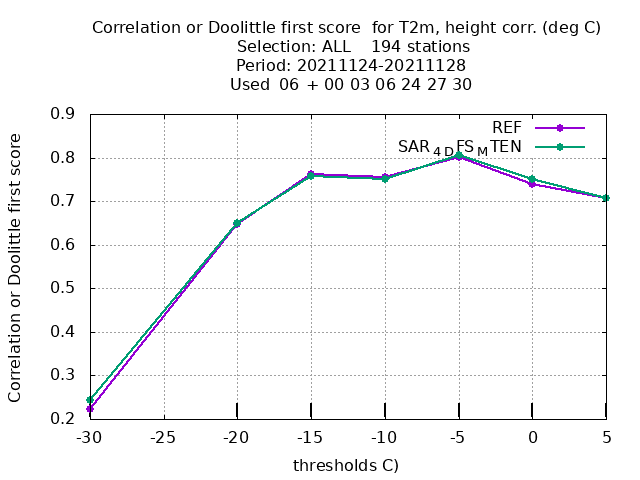 Correlation or Doolittle first score  for T2m, height corr. (deg C)
Selection: ALL    194 stations
Period: 20211124-20211128
Used  06  + 00 03 06 24 27 30
REF
SAR 4 D FS M TEN
Correlation or Doolittle first score
0.9
0.8
0.7
0.6
0.5
0.4
0.3
0.2
-30 -25 -20 -15 -10 -5 0 5
thresholds C)